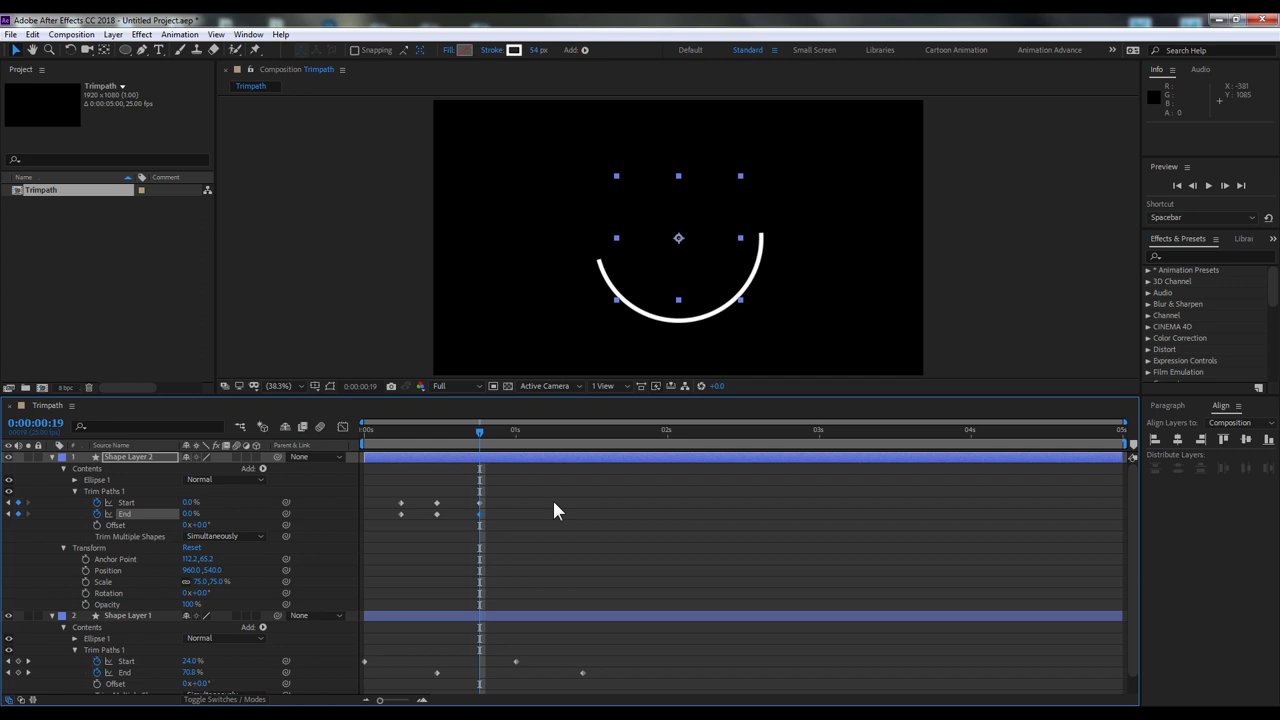 Adobe After Effects CC 2018 - Untitled Project.aep *
File Edit Composition Layer Effect Animation View Window Help
Snapping Fill: Stroke: 54 px Add: Default Standard Small Screen Libraries Cartoon Animation Animation Advance Search Help
Project Composition Trimpath Info Audio
Trimpath
1920 x 1080 (1.00)
Δ 0:00:05:00, 25.00 fps
Trimpath
R : X : -381
G : Y : 1085
B :
A : 0
Preview
Name Comment
Trimpath
Shortcut
Spacebar
Effects & Presets Librai
* Animation Presets
3D Channel
Audio
Blur & Sharpen
Channel
CINEMA 4D
Color Correction
Distort
Expression Controls
Film Emulation
8 bpc (38.3%) 0:00:00:19 Full Active Camera 1 View +0.0
Trimpath Paragraph Align
0:00:00:19
00019 (25.00 fps)
:00s 01s 02s 03s 04s 05s
Align Layers to: Composition
# Source Name Parent & Link
1 Shape Layer 2 None
Contents Add:
Ellipse 1 Normal
Trim Paths 1
Start 0.0 %
End 0.0 %
Offset 0 x +0.0°
Trim Multiple Shapes Simultaneously
Transform Reset
Anchor Point 112.2,65.2
Position 960.0,540.0
Scale 75.0,75.0%
Rotation 0 x +0.0°
Opacity 100 %
2 Shape Layer 1 None
Contents Add:
Ellipse 1 Normal
Trim Paths 1
Start 24.0 %
End 70.8 %
Offset 0 x +0.0°
Toggle Switches / Modes
Distribute Layers: